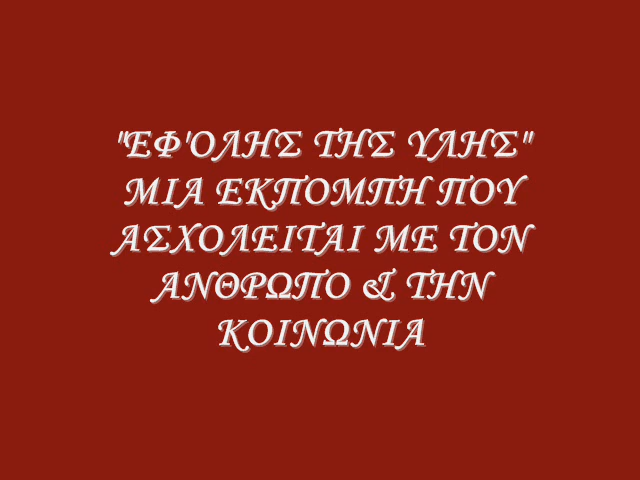 "ΕΦ'ΟΛΗΣ ΤΗΣ ΥΛΗΣ"
ΜΙΑ ΕΚΠΟΜΠΗ ΠΟΥ
ΑΣΧΟΛΕΙΤΑΙ ΜΕ ΤΟΝ
ΑΝΘΡΩΠΟ & ΤΗΝ
ΚΟΙΝΩΝΙΑ